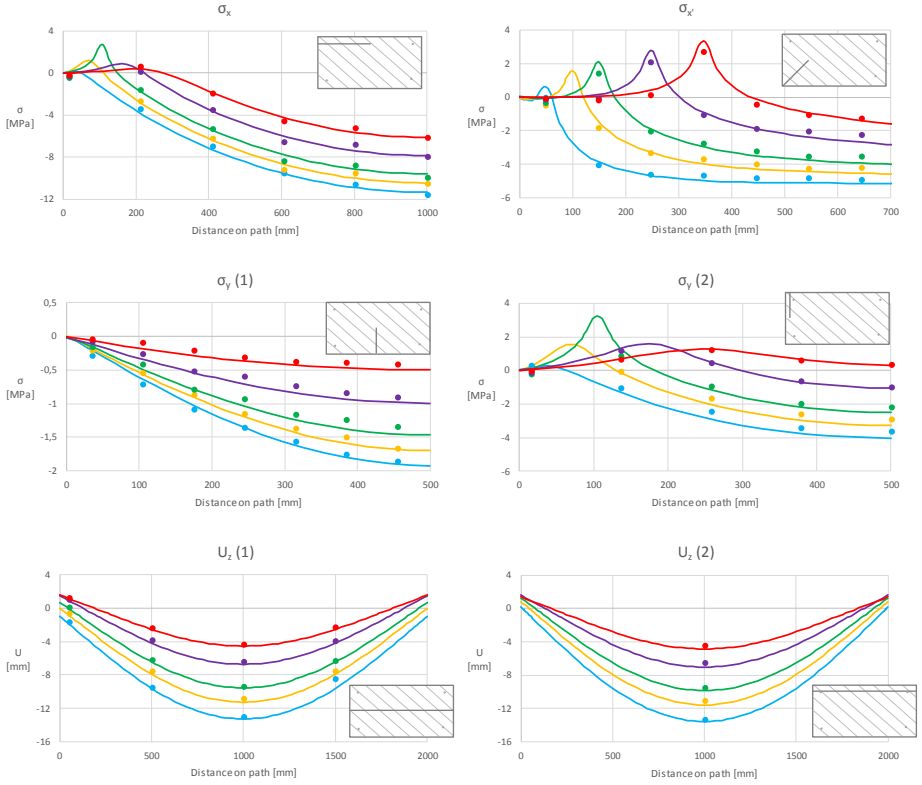 σx
4
0
-4
-8
-12
σ
[MPa]
0 200 400 600 800 1000
Distance on path [mm]
σx'
4
2
0
-2
-4
-6
σ
[MPa]
0 100 200 300 400 500 600 700
Distance on path [mm]
σy (1)
0,5
0
-0,5
-1
-1,5
-2
σ
[MPa]
0 100 200 300 400 500
Distance on path [mm]
σy (2)
4
2
0
-2
-4
-6
σ
[MPa]
0 100 200 300 400 500
Distance on path [mm]
Uz (1)
4
0
-4
-8
-12
-16
U
[mm]
0 500 1000 1500 2000
Distance on path [mm]
Uz (2)
4
0
-4
-8
-12
-16
U
[mm]
0 500 1000 1500 2000
Distance on path [mm]